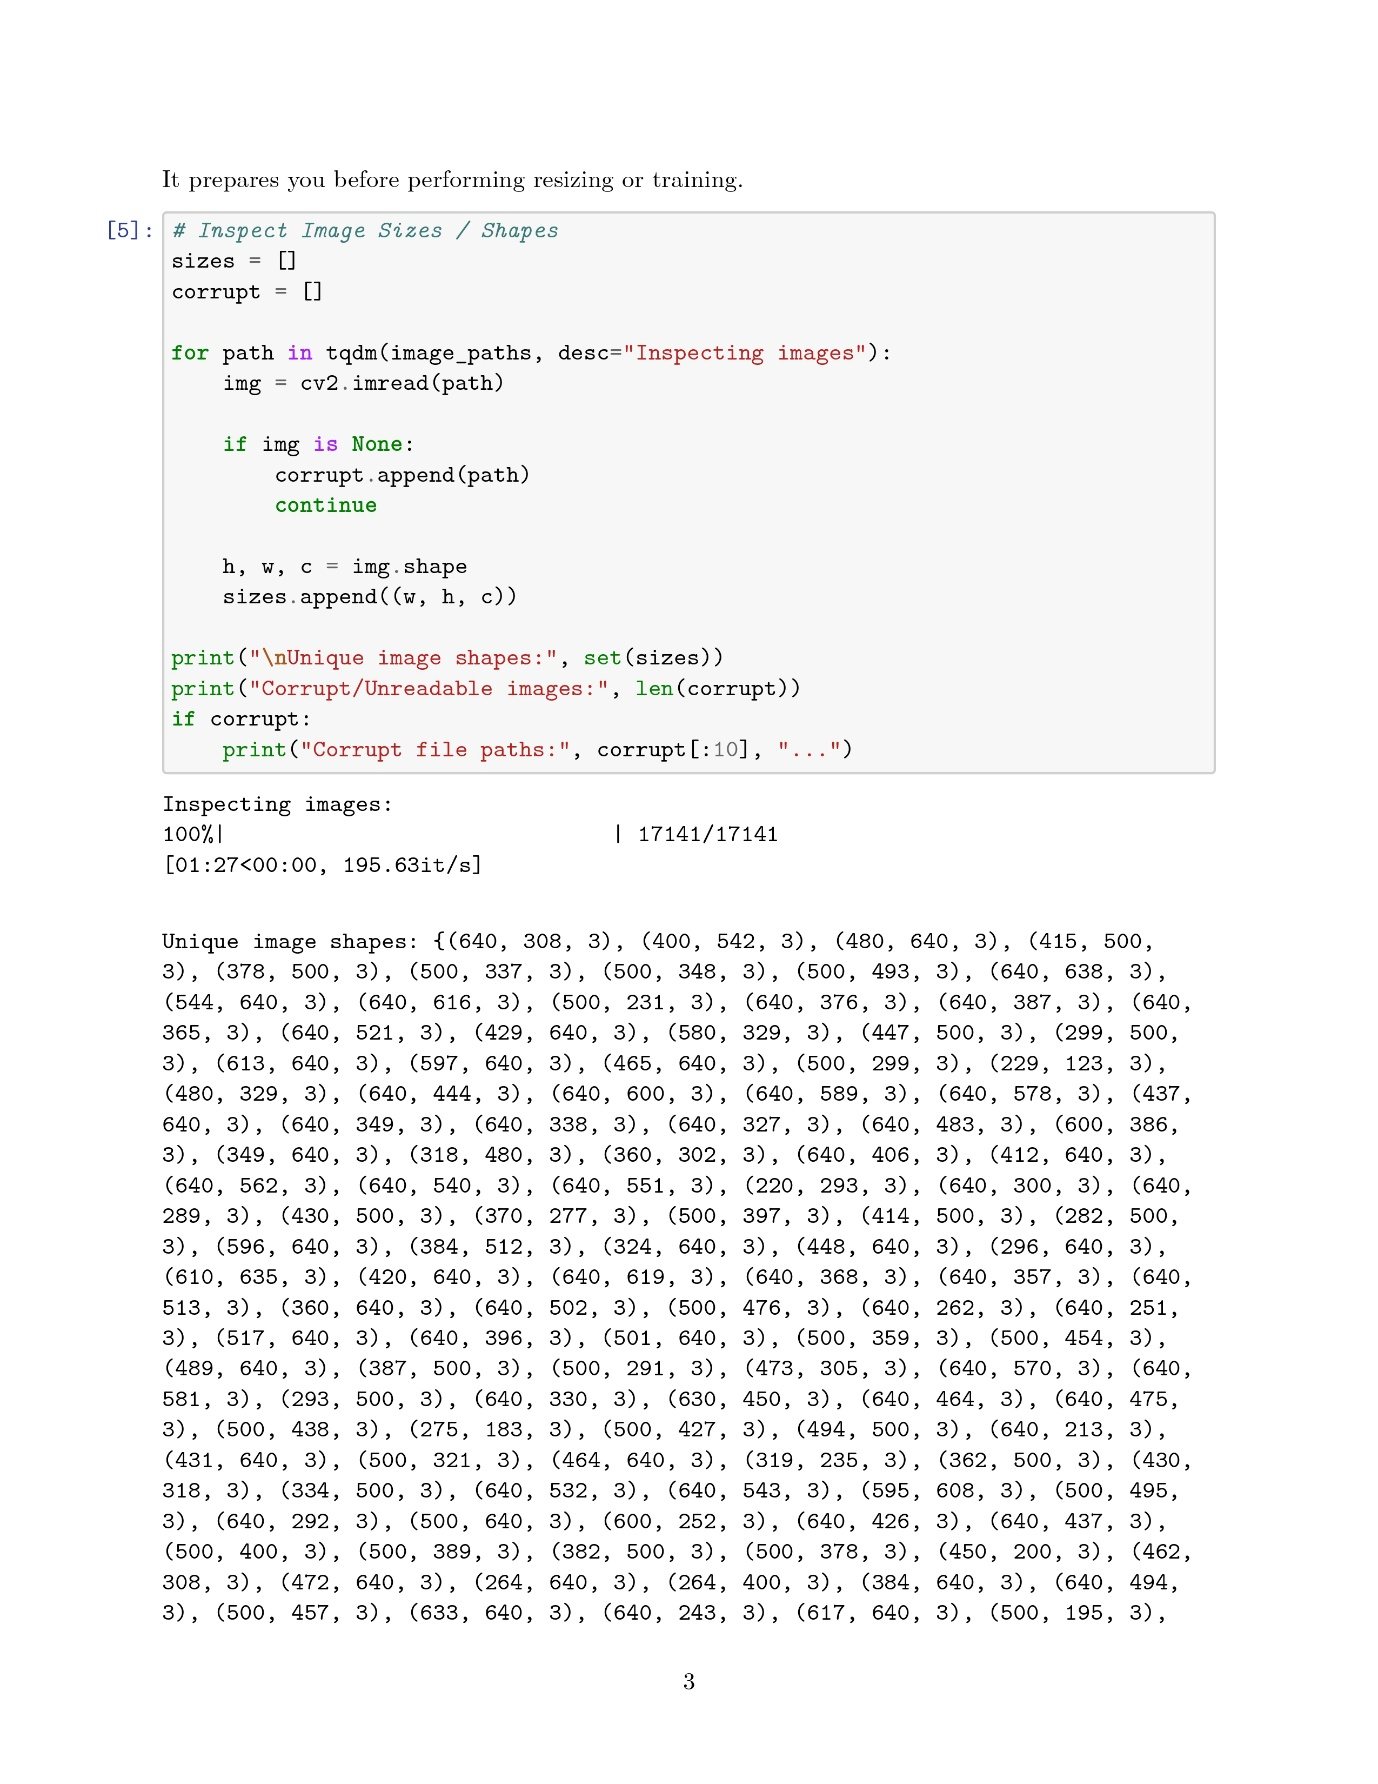 It prepares you before performing resizing or training.
[5]: # Inspect Image Sizes / Shapes
sizes = []
corrupt = []
for path in tqdm(image_paths, desc="Inspecting images"):
    img = cv2.imread(path)
    if img is None:
        corrupt.append(path)
        continue
    h, w, c = img.shape
    sizes.append((w, h, c))
print("\nUnique image shapes:", set(sizes))
print("Corrupt/Unreadable images:", len(corrupt))
if corrupt:
    print("Corrupt file paths:", corrupt[:10], "...")
Inspecting images:
100%|                              | 17141/17141
[01:27<00:00, 195.63it/s]
Unique image shapes: {(640, 308, 3), (400, 542, 3), (480, 640, 3), (415, 500,
3), (378, 500, 3), (500, 337, 3), (500, 348, 3), (500, 493, 3), (640, 638, 3),
(544, 640, 3), (640, 616, 3), (500, 231, 3), (640, 376, 3), (640, 387, 3), (640,
365, 3), (640, 521, 3), (429, 640, 3), (580, 329, 3), (447, 500, 3), (299, 500,
3), (613, 640, 3), (597, 640, 3), (465, 640, 3), (500, 299, 3), (229, 123, 3),
(480, 329, 3), (640, 444, 3), (640, 600, 3), (640, 589, 3), (640, 578, 3), (437,
640, 3), (640, 349, 3), (640, 338, 3), (640, 327, 3), (640, 483, 3), (600, 386,
3), (349, 640, 3), (318, 480, 3), (360, 302, 3), (640, 406, 3), (412, 640, 3),
(640, 562, 3), (640, 540, 3), (640, 551, 3), (220, 293, 3), (640, 300, 3), (640,
289, 3), (430, 500, 3), (370, 277, 3), (500, 397, 3), (414, 500, 3), (282, 500,
3), (596, 640, 3), (384, 512, 3), (324, 640, 3), (448, 640, 3), (296, 640, 3),
(610, 635, 3), (420, 640, 3), (640, 619, 3), (640, 368, 3), (640, 357, 3), (640,
513, 3), (360, 640, 3), (640, 502, 3), (500, 476, 3), (640, 262, 3), (640, 251,
3), (517, 640, 3), (640, 396, 3), (501, 640, 3), (500, 359, 3), (500, 454, 3),
(489, 640, 3), (387, 500, 3), (500, 291, 3), (473, 305, 3), (640, 570, 3), (640,
581, 3), (293, 500, 3), (640, 330, 3), (630, 450, 3), (640, 464, 3), (640, 475,
3), (500, 438, 3), (275, 183, 3), (500, 427, 3), (494, 500, 3), (640, 213, 3),
(431, 640, 3), (500, 321, 3), (464, 640, 3), (319, 235, 3), (362, 500, 3), (430,
318, 3), (334, 500, 3), (640, 532, 3), (640, 543, 3), (595, 608, 3), (500, 495,
3), (640, 292, 3), (500, 640, 3), (600, 252, 3), (640, 426, 3), (640, 437, 3),
(500, 400, 3), (500, 389, 3), (382, 500, 3), (500, 378, 3), (450, 200, 3), (462,
308, 3), (472, 640, 3), (264, 640, 3), (264, 400, 3), (384, 640, 3), (640, 494,
3), (500, 457, 3), (633, 640, 3), (640, 243, 3), (617, 640, 3), (500, 195, 3),
3